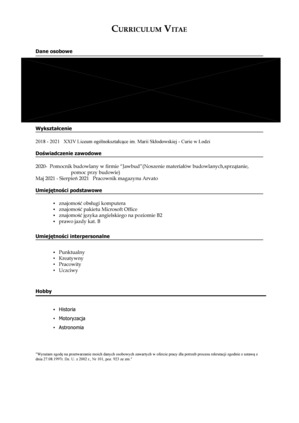 CURRICULUM VITAE
Dane osobowe
Wykształcenie
2018 - 2021 XXIV Liceum ogólnokształcące im. Marii Skłodowskiej - Curie w Łodzi
Doświadczenie zawodowe
2020- Pomocnik budowlany w firmie "Jawbud"(Noszenie materiałów budowlanych,sprzątanie,
pomoc przy budowie)
Maj 2021 - Sierpień 2021 Pracownik magazynu Arvato
Umiejętności podstawowe
• znajomość obsługi komputera
• znajomość pakietu Microsoft Office
• znajomość języka angielskiego na poziomie B2
• prawo jazdy kat. B
Umiejętności interpersonalne
• Punktualny
• Kreatywny
• Pracowity
• Uczciwy
Hobby
• Historia
• Motoryzacja
• Astronomia
"Wyrażam zgodę na przetwarzanie moich danych osobowych zawartych w ofercie pracy dla potrzeb procesu rekrutacji zgodnie z ustawą z
dnia 27.08.1997r. Dz. U. z 2002 r., Nr 101, poz. 923 ze zm."